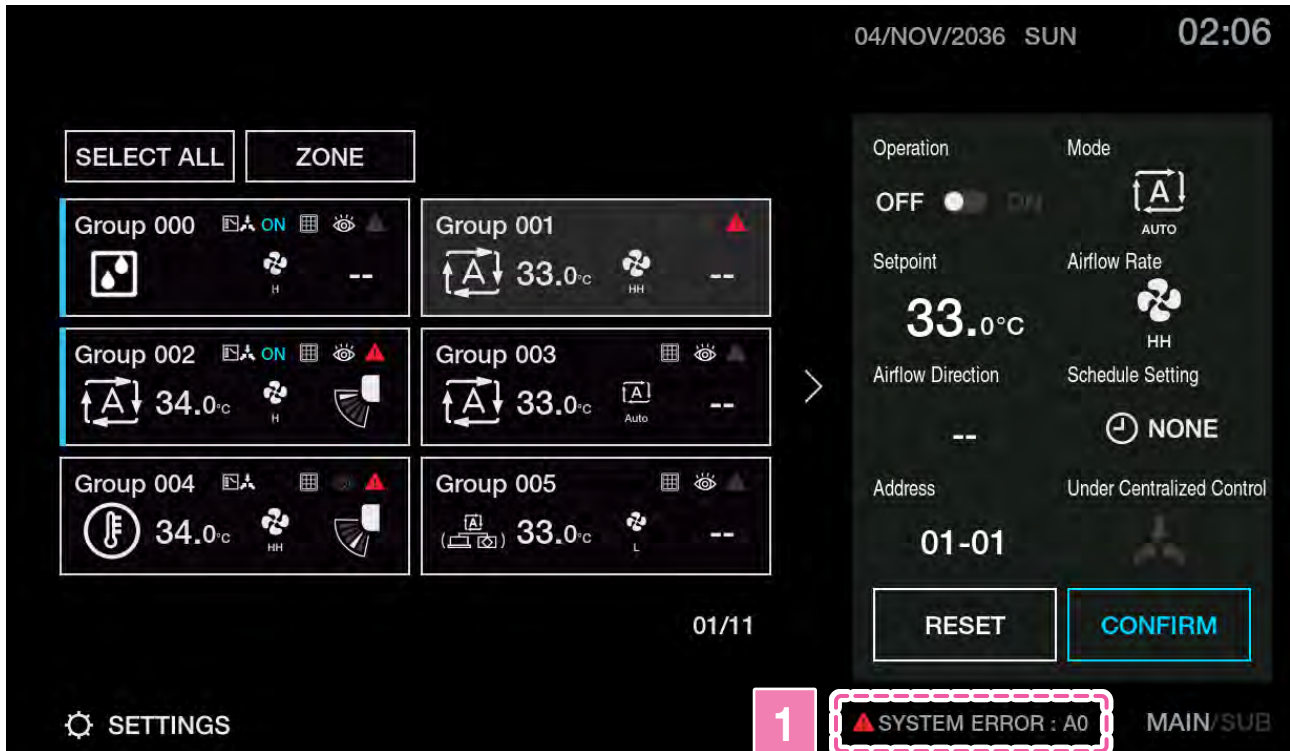 04/NOV/2036 SUN 02:06
SELECT ALL ZONE
Group 000 ON
H --
Group 001
A 33.0°C HH --
Group 002 ON
A 34.0°C H
Group 003
A 33.0°C A Auto --
Group 004
34.0°C HH
Group 005
A 33.0°C L --
01/11
Operation Mode
OFF ON A
AUTO
Setpoint Airflow Rate
33.0°C HH
Airflow Direction Schedule Setting
-- NONE
Address Under Centralized Control
01-01
RESET CONFIRM
SETTINGS 1 SYSTEM ERROR : A0 MAIN/SUB